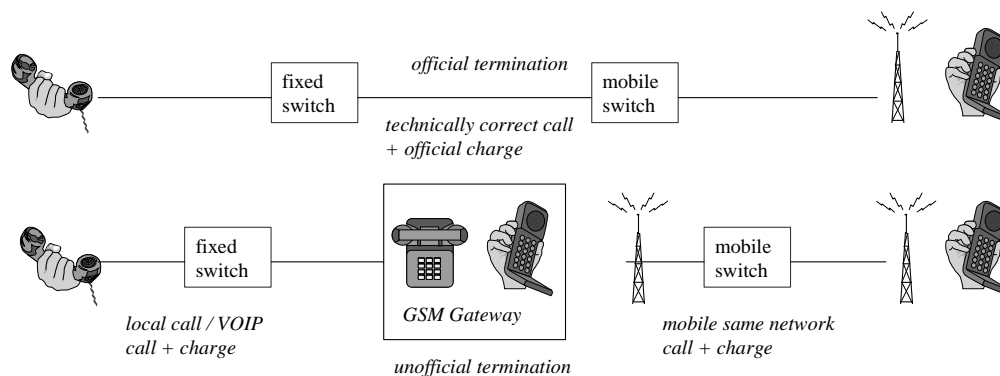 official termination
fixed
switch
mobile
switch
technically correct call
+ official charge
fixed
switch
mobile
switch
GSM Gateway
local call / VOIP
call + charge
mobile same network
call + charge
unofficial termination